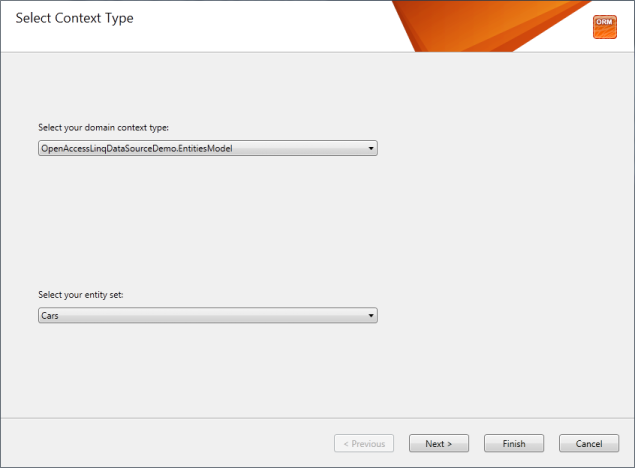 Select Context Type
ORM
Select your domain context type:
OpenAccessLinqDataSourceDemo.EntitiesModel
Select your entity set:
Cars
< Previous
Next >
Finish
Cancel